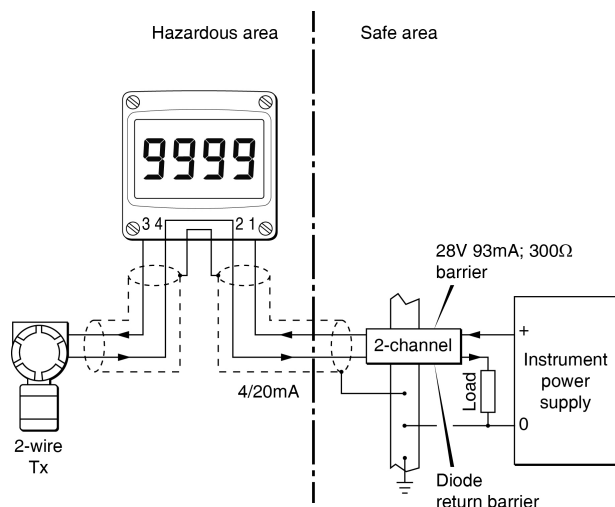 Hazardous area
Safe area
9999
3 4
2 1
28V 93mA; 300Ω
barrier
2-channel
+
Instrument
power
supply
Load
0
4/20mA
2-wire
Tx
Diode
return barrier